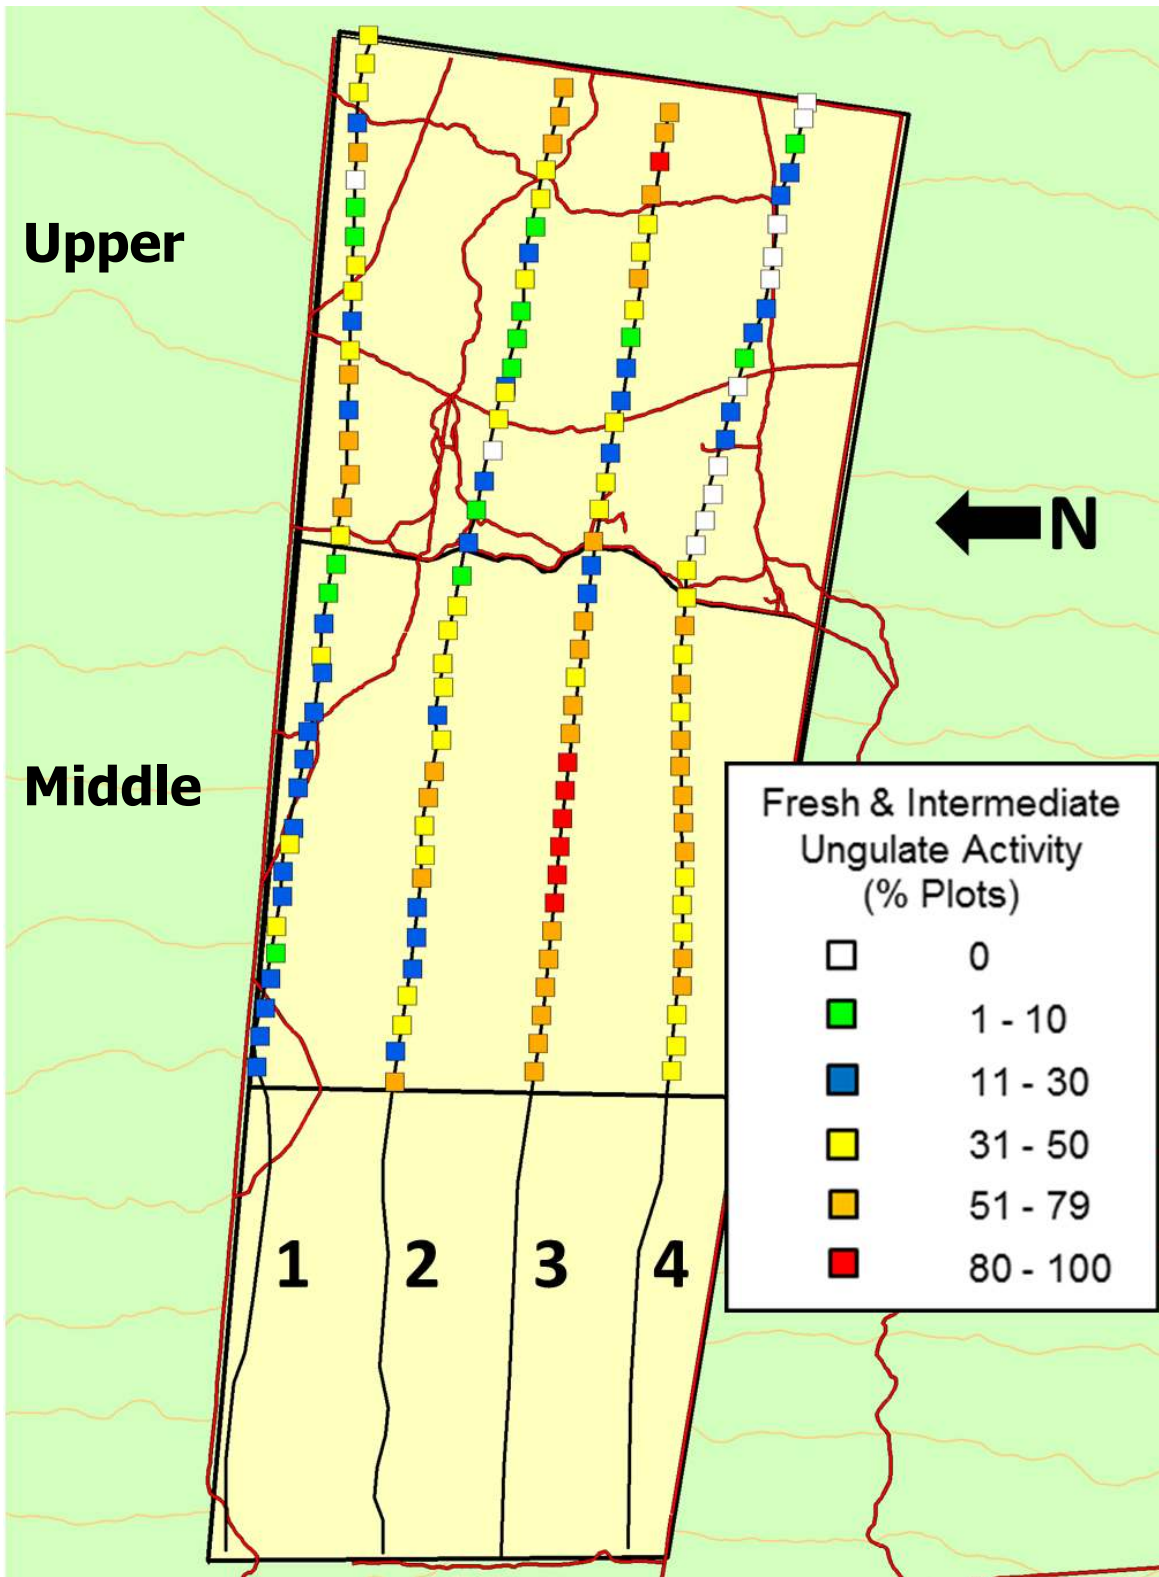 Upper
N
Middle
Fresh & Intermediate
Ungulate Activity
(% Plots)
0
1 - 10
11 - 30
31 - 50
51 - 79
80 - 100
1 2 3 4